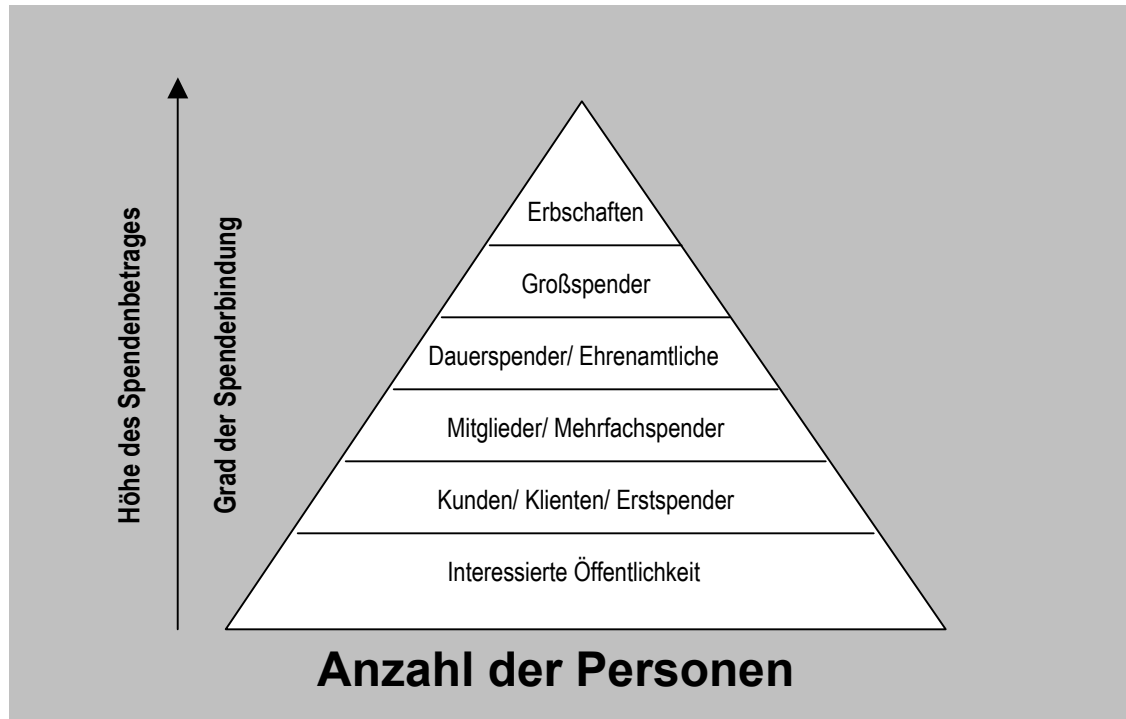 Höhe des Spendenbetrages
Grad der Spenderbindung
Erbschaften
Großspender
Dauerspender/ Ehrenamtliche
Mitglieder/ Mehrfachspender
Kunden/ Klienten/ Erstspender
Interessierte Öffentlichkeit
Anzahl der Personen